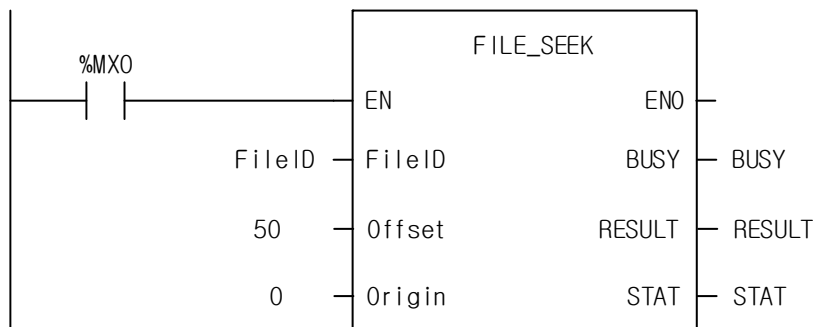 FILE_SEEK
%MX0
EN ENO
FileID FileID BUSY BUSY
50 Offset RESULT RESULT
0 Origin STAT STAT